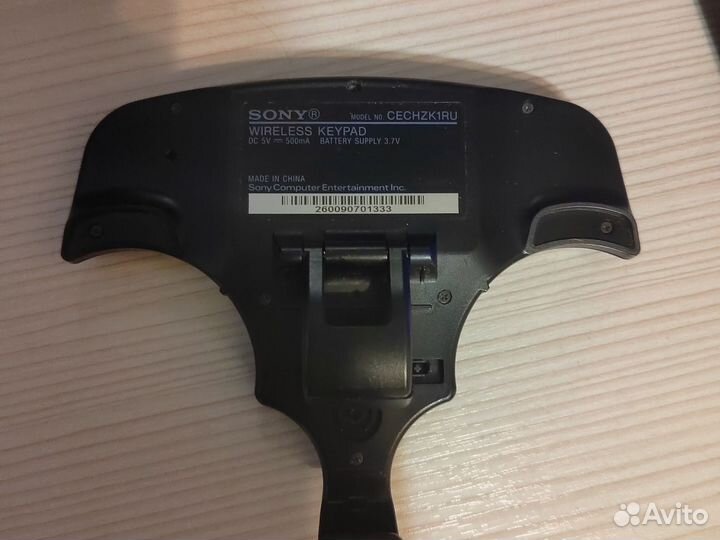 SONY® MODEL NO. CECHZK1RU
WIRELESS KEYPAD
DC 5V ⎓ 500mA BATTERY SUPPLY 3.7V
MADE IN CHINA
Sony Computer Entertainment Inc.
260090701333
Avito